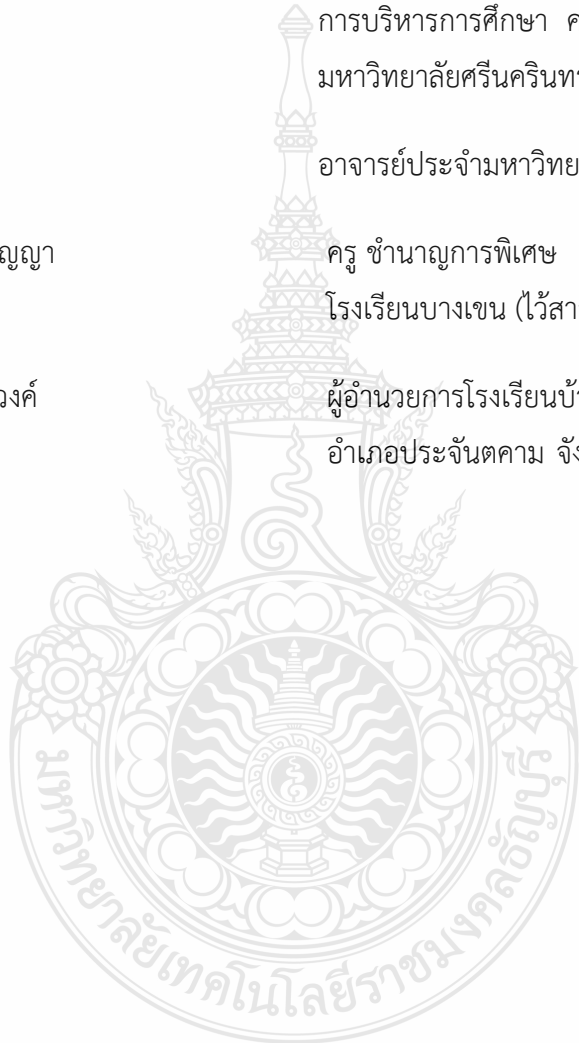 การบริหารการศึกษา ค
มหาวิทยาลัยศรีนครินทร
อาจารย์ประจำมหาวิทย
ัญญา ครู ชำนาญการพิเศษ
โรงเรียนบางเขน (ไว้สา
วงค์ ผู้อำนวยการโรงเรียนบ้า
อำเภอประจันตคาม จัง
มหาวิทยาลัยเทคโนโลยีราชมงคลธัญบุรี